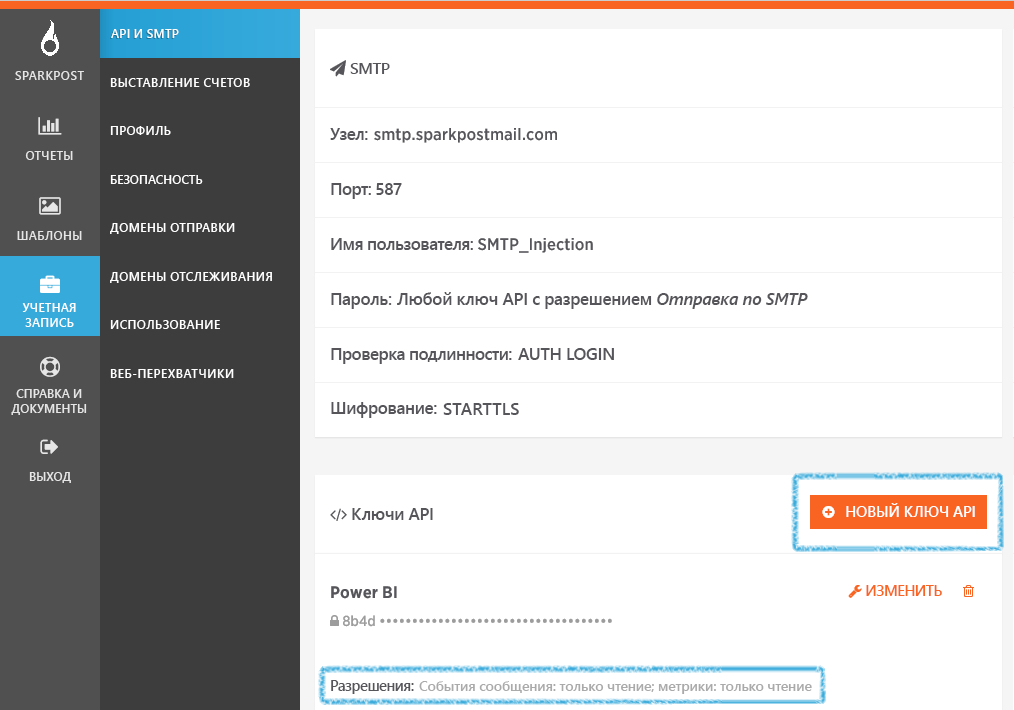 SPARKPOST
ОТЧЕТЫ
ШАБЛОНЫ
УЧЕТНАЯ
ЗАПИСЬ
СПРАВКА И
ДОКУМЕНТЫ
ВЫХОД
API И SMTP
ВЫСТАВЛЕНИЕ СЧЕТОВ
ПРОФИЛЬ
БЕЗОПАСНОСТЬ
ДОМЕНЫ ОТПРАВКИ
ДОМЕНЫ ОТСЛЕЖИВАНИЯ
ИСПОЛЬЗОВАНИЕ
ВЕБ-ПЕРЕХВАТЧИКИ
SMTP
Узел: smtp.sparkpostmail.com
Порт: 587
Имя пользователя: SMTP_Injection
Пароль: Любой ключ API с разрешением Отправка по SMTP
Проверка подлинности: AUTH LOGIN
Шифрование: STARTTLS
</> Ключи API
НОВЫЙ КЛЮЧ API
Power BI
ИЗМЕНИТЬ
8b4d ••••••••••••••••••••••••••••••••••••
Разрешения: События сообщения: только чтение; метрики: только чтение